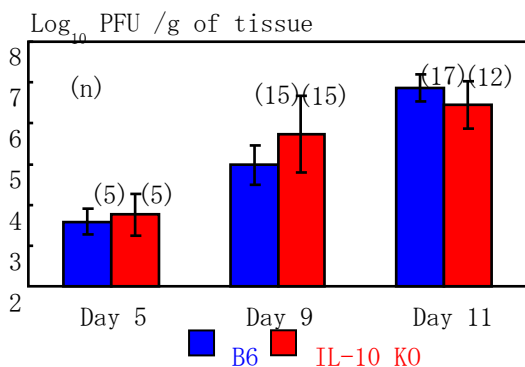 Log₁₀ PFU /g of tissue
8
(n)
(17)(12)
7
(15)(15)
6
5
(5)
(5)
4
3
2
Day 5
Day 9
Day 11
B6
IL-10 KO